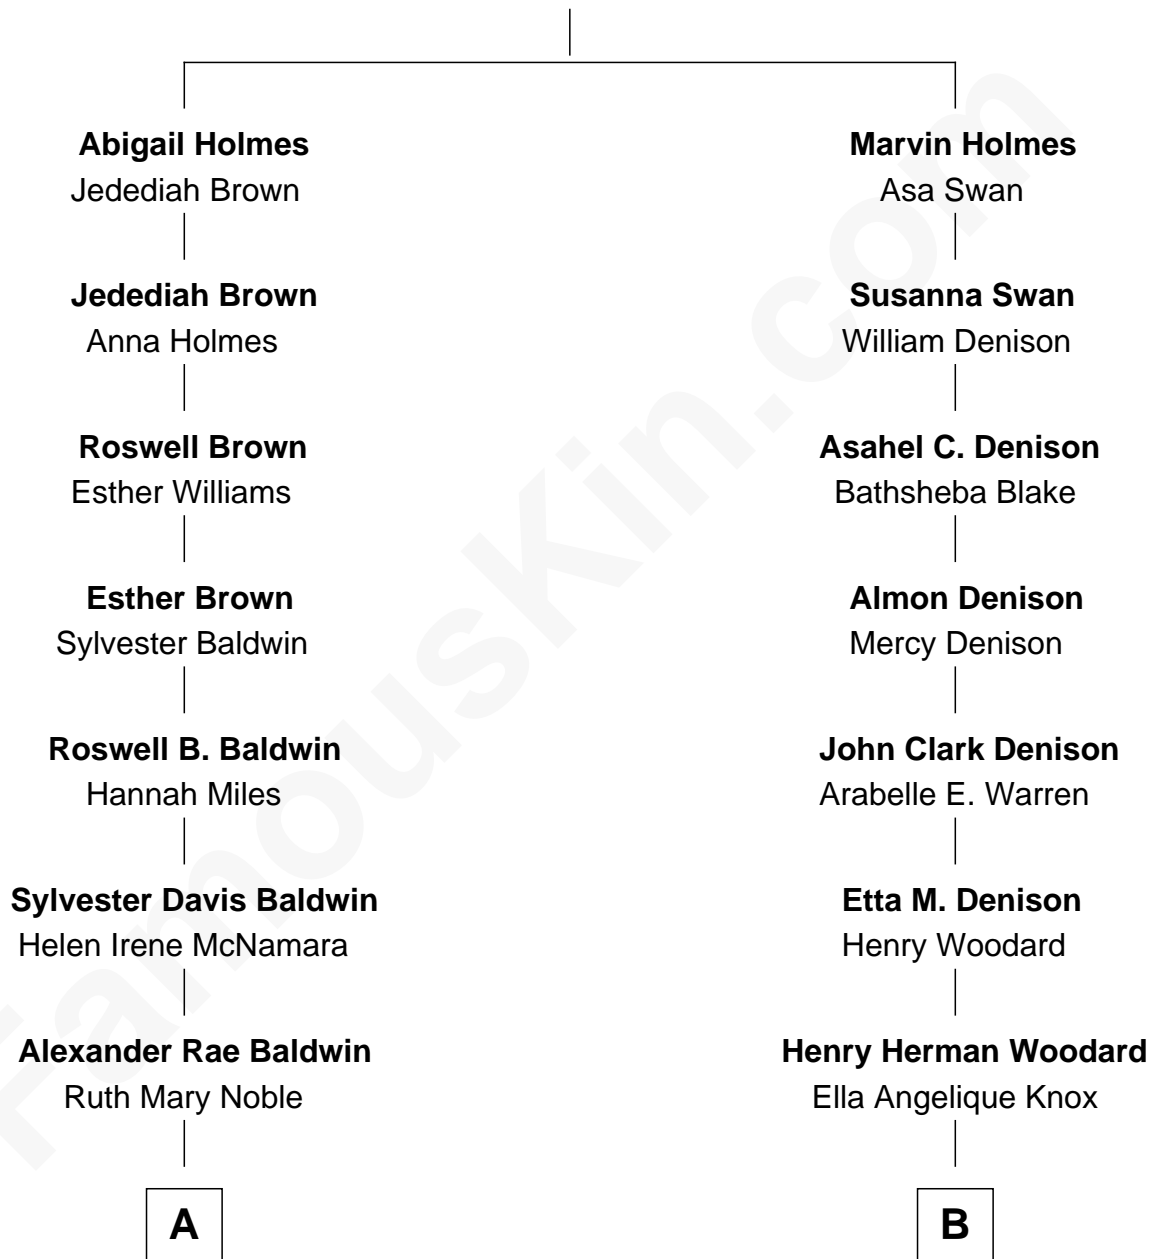 Abigail Holmes
Jedediah Brown
Jedediah Brown
Anna Holmes
Roswell Brown
Esther Williams
Esther Brown
Sylvester Baldwin
Roswell B. Baldwin
Hannah Miles
Sylvester Davis Baldwin
Helen Irene McNamara
Alexander Rae Baldwin
Ruth Mary Noble
A
Marvin Holmes
Asa Swan
Susanna Swan
William Denison
Asahel C. Denison
Bathsheba Blake
Almon Denison
Mercy Denison
John Clark Denison
Arabelle E. Warren
Etta M. Denison
Henry Woodard
Henry Herman Woodard
Ella Angelique Knox
B
FamousKin.com